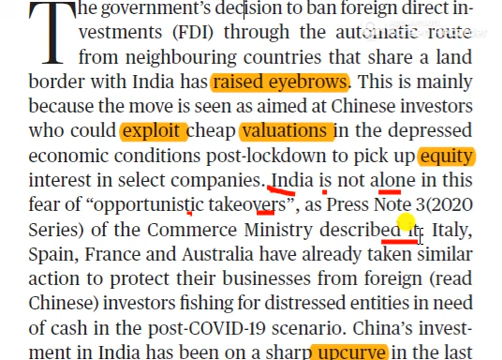 The government's decision to ban foreign direct in-
vestments (FDI) through the automatic route
from neighbouring countries that share a land
border with India has raised eyebrows. This is mainly
because the move is seen as aimed at Chinese investors
who could exploit cheap valuations in the depressed
economic conditions post-lockdown to pick up equity
interest in select companies. India is not alone in this
fear of “opportunistic takeovers”, as Press Note 3(2020
Series) of the Commerce Ministry described it. Italy,
Spain, France and Australia have already taken similar
action to protect their businesses from foreign (read
Chinese) investors fishing for distressed entities in need
of cash in the post-COVID-19 scenario. China's invest-
ment in India has been on a sharp upcurve in the last